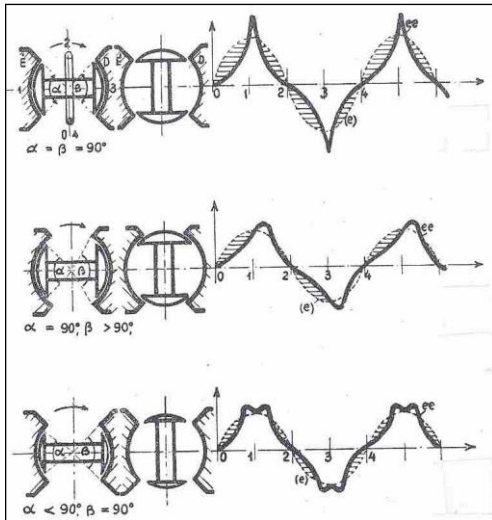 2
E D E D
1 α β 3
0 4
α = β = 90°
0 1 2 3 4
(e)
ee
α β
α = 90°; β > 90°;
0 1 2 3 4
(e)
ee
α β
α < 90°; β = 90°
0 1 2 3 4
(e)
ee